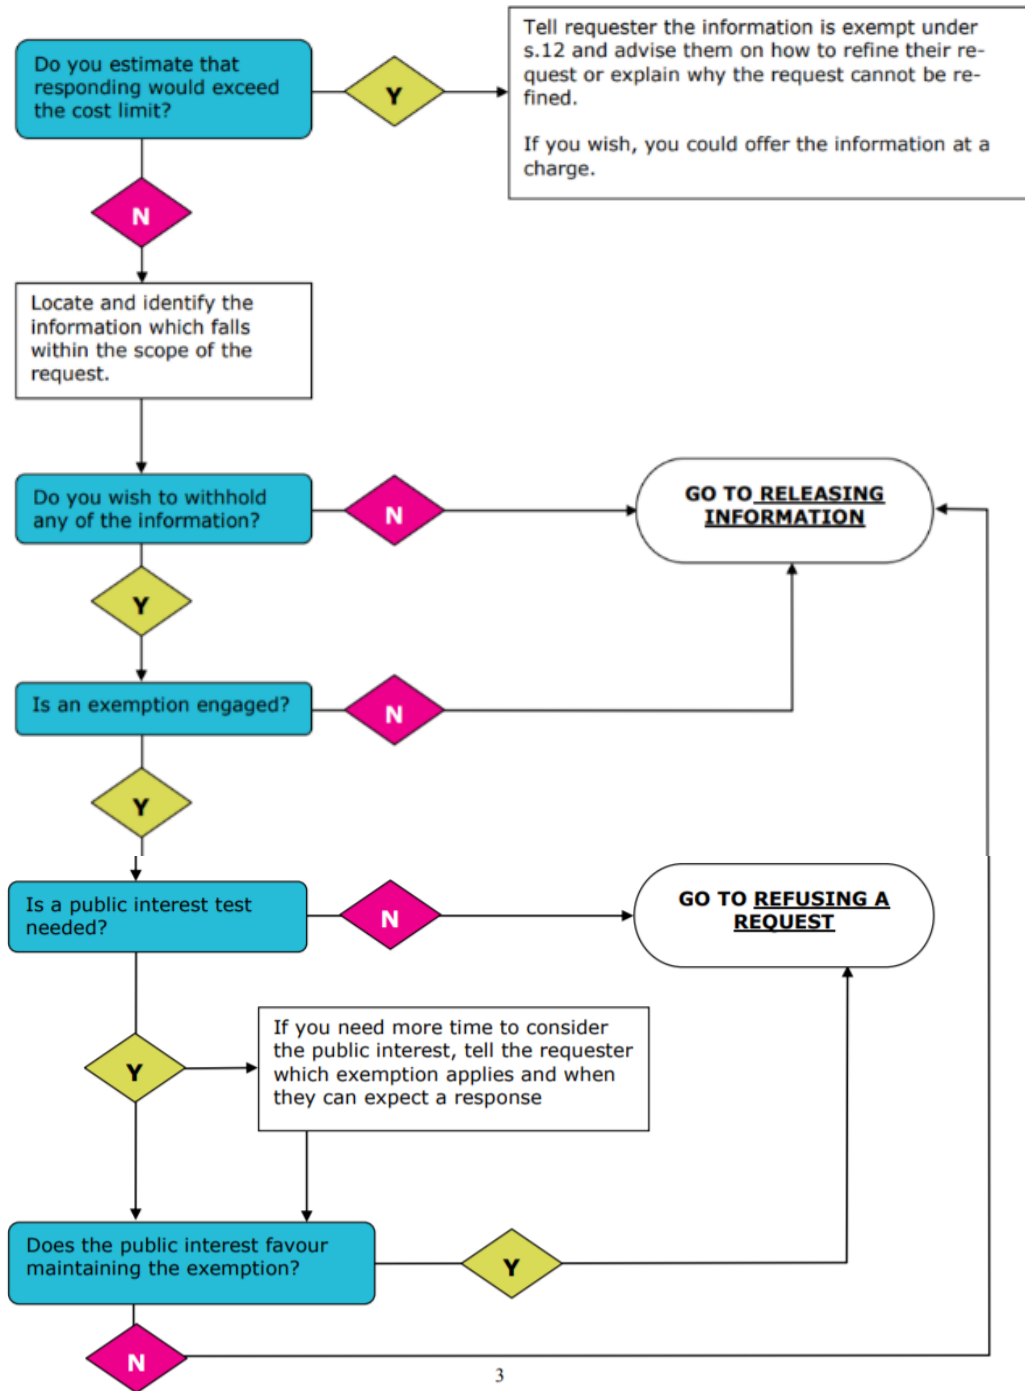 Do you estimate that
responding would exceed
the cost limit?
Y
Tell requester the information is exempt under
s.12 and advise them on how to refine their re-
quest or explain why the request cannot be re-
fined.
If you wish, you could offer the information at a
charge.
N
Locate and identify the
information which falls
within the scope of the
request.
Do you wish to withhold
any of the information?
N
GO TO RELEASING
INFORMATION
Y
Is an exemption engaged?
N
Y
Is a public interest test
needed?
N
GO TO REFUSING A
REQUEST
Y
If you need more time to consider
the public interest, tell the requester
which exemption applies and when
they can expect a response
Does the public interest favour
maintaining the exemption?
Y
N
3